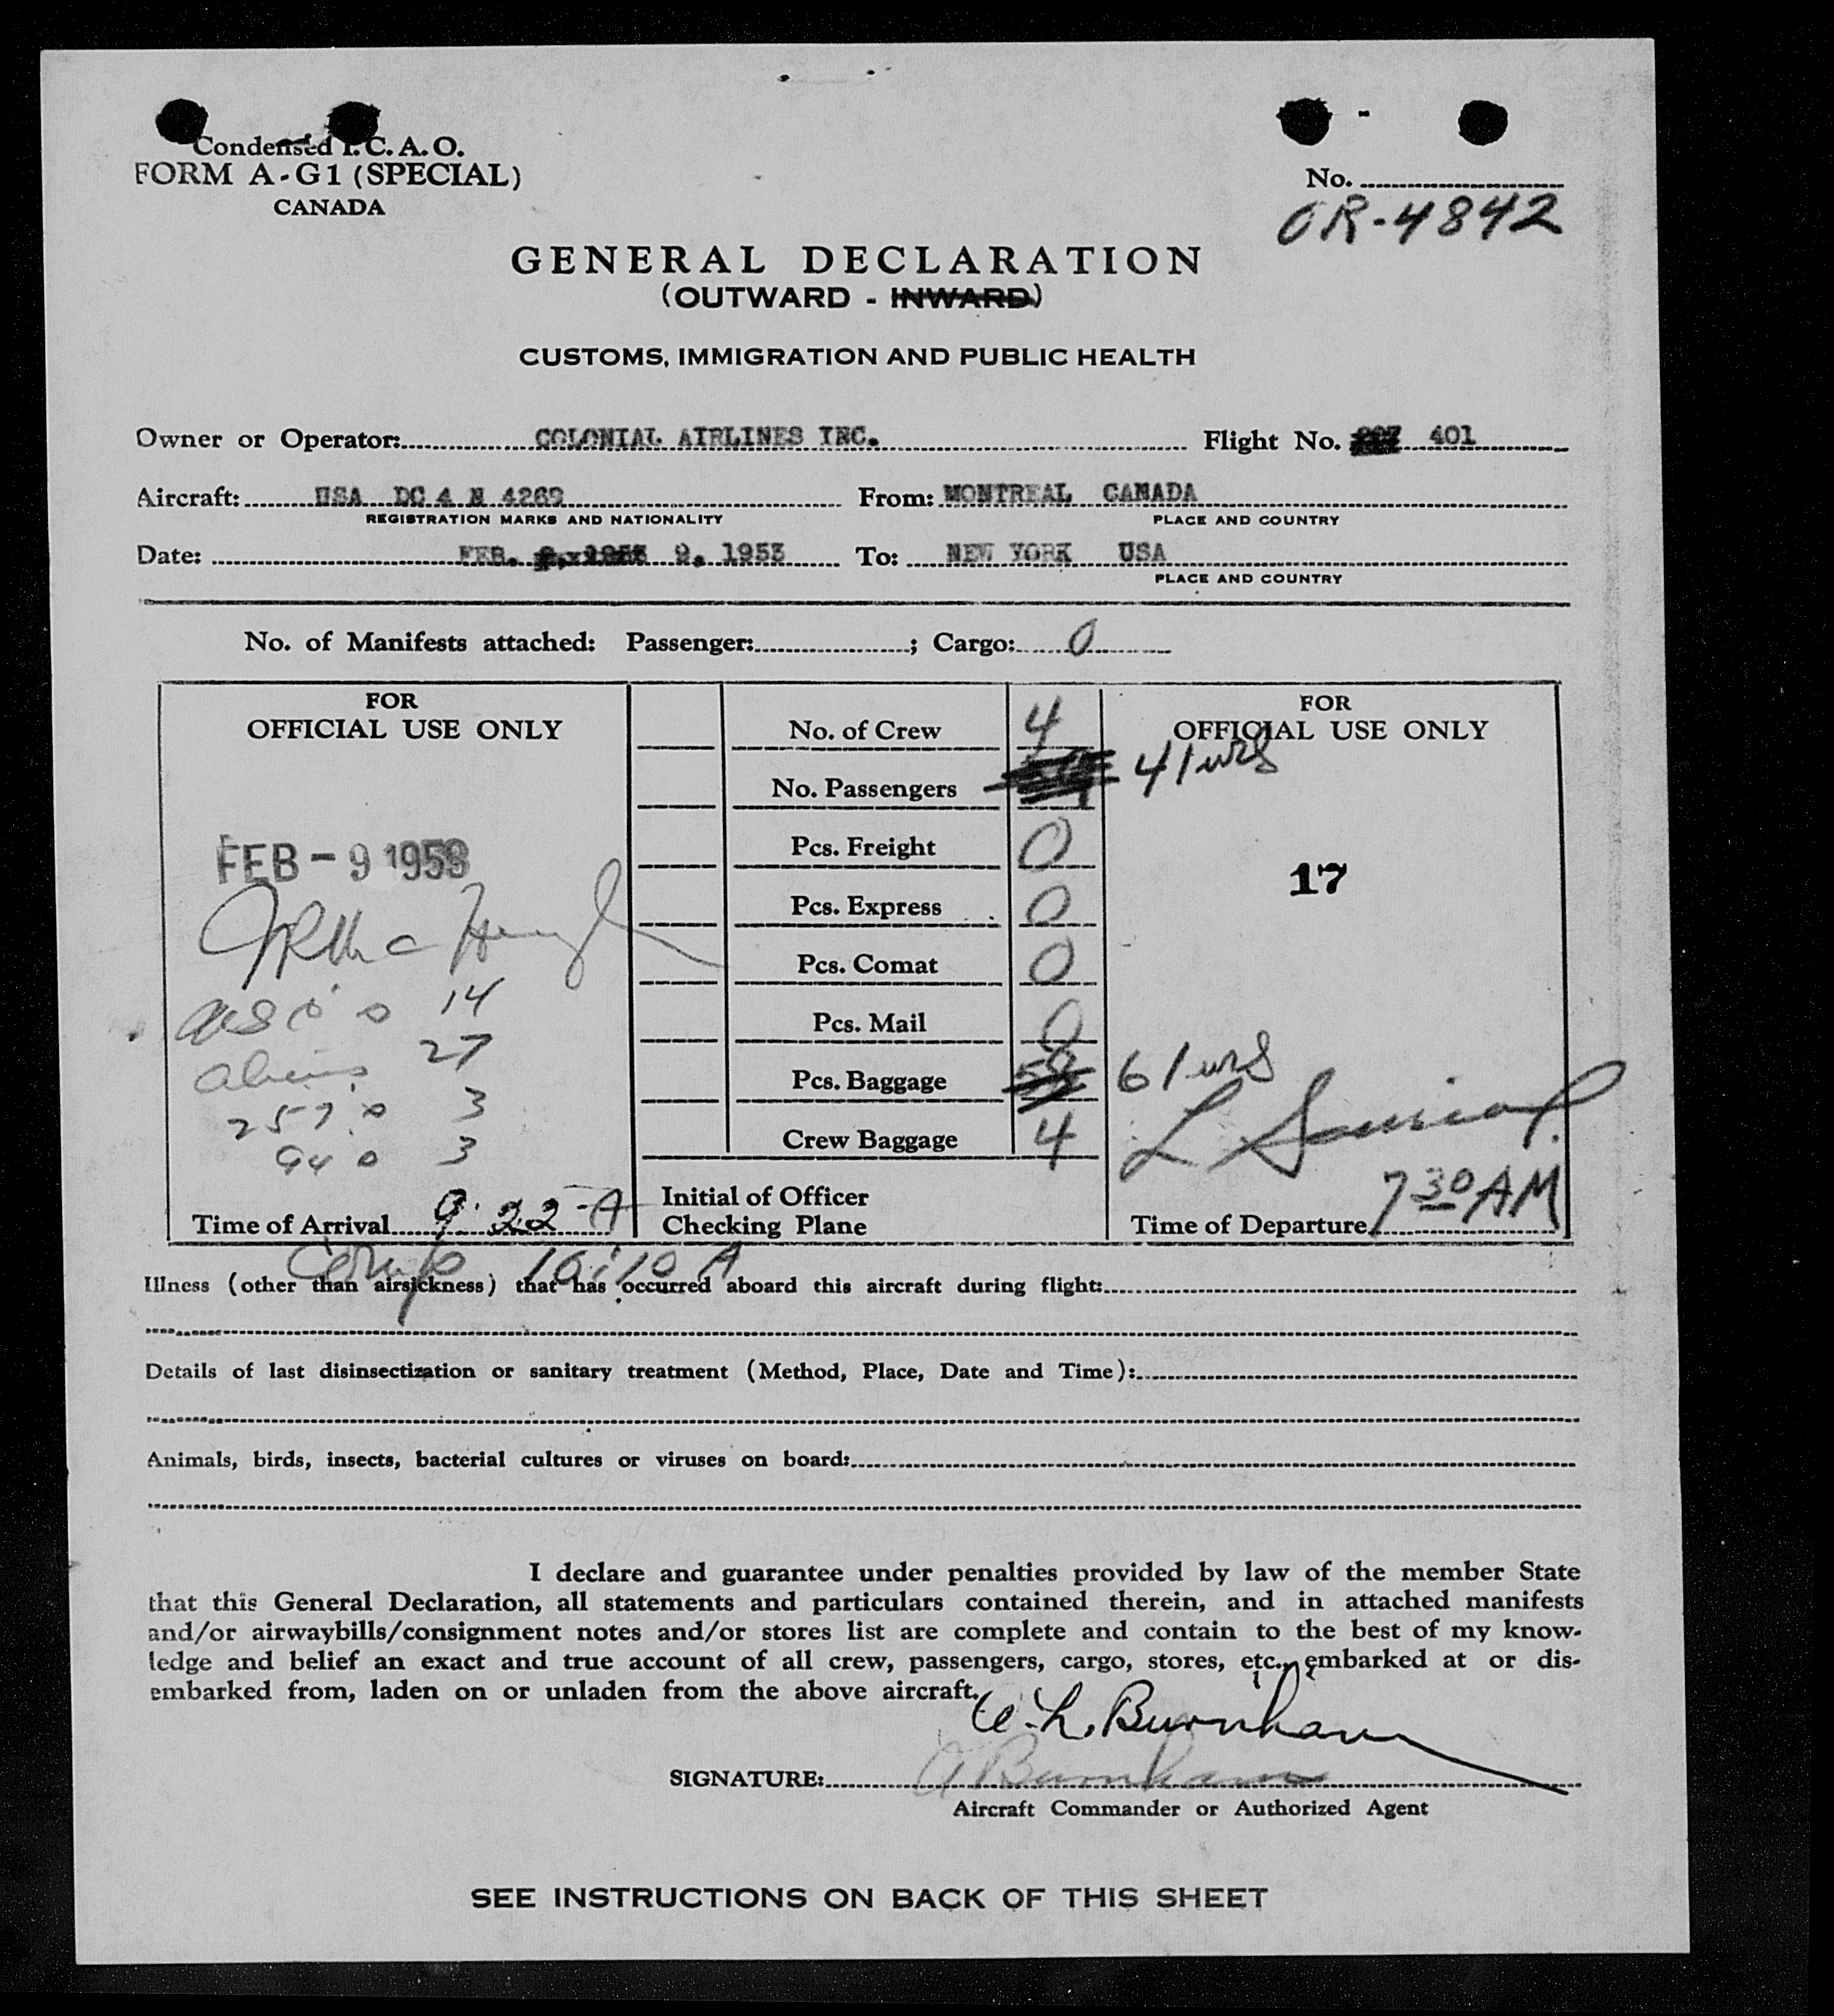 Condensed I. C. A. O.
FORM A-G1 (SPECIAL)
CANADA
No.
OR-4842
GENERAL DECLARATION
(OUTWARD - INWARD)
CUSTOMS, IMMIGRATION AND PUBLIC HEALTH
Owner or Operator: COLONIAL AIRLINES INC. Flight No. 401
Aircraft: USA DC 4 N 4269 From: MONTREAL CANADA
REGISTRATION MARKS AND NATIONALITY PLACE AND COUNTRY
Date: FEB. 9, 1953 To: NEW YORK USA
PLACE AND COUNTRY
No. of Manifests attached: Passenger: ; Cargo: 0
FOR
OFFICIAL USE ONLY
FEB - 9 1953
14
aliens 27
257 0 3
94 0 3
Time of Arrival 9:22 A
10:10 A
No. of Crew 4
No. Passengers
Pcs. Freight 0
Pcs. Express 0
Pcs. Comat 0
Pcs. Mail 0
Pcs. Baggage
Crew Baggage 4
Initial of Officer
Checking Plane
FOR
OFFICIAL USE ONLY
41
17
61
L
7 30 AM
Time of Departure
Illness (other than airsickness) that has occurred aboard this aircraft during flight:
Details of last disinsectization or sanitary treatment (Method, Place, Date and Time):
Animals, birds, insects, bacterial cultures or viruses on board:
I declare and guarantee under penalties provided by law of the member State
that this General Declaration, all statements and particulars contained therein, and in attached manifests
and/or airwaybills/consignment notes and/or stores list are complete and contain to the best of my know-
ledge and belief an exact and true account of all crew, passengers, cargo, stores, etc., embarked at or dis-
embarked from, laden on or unladen from the above aircraft.
L. Burnham
SIGNATURE: A Burnham
Aircraft Commander or Authorized Agent
SEE INSTRUCTIONS ON BACK OF THIS SHEET